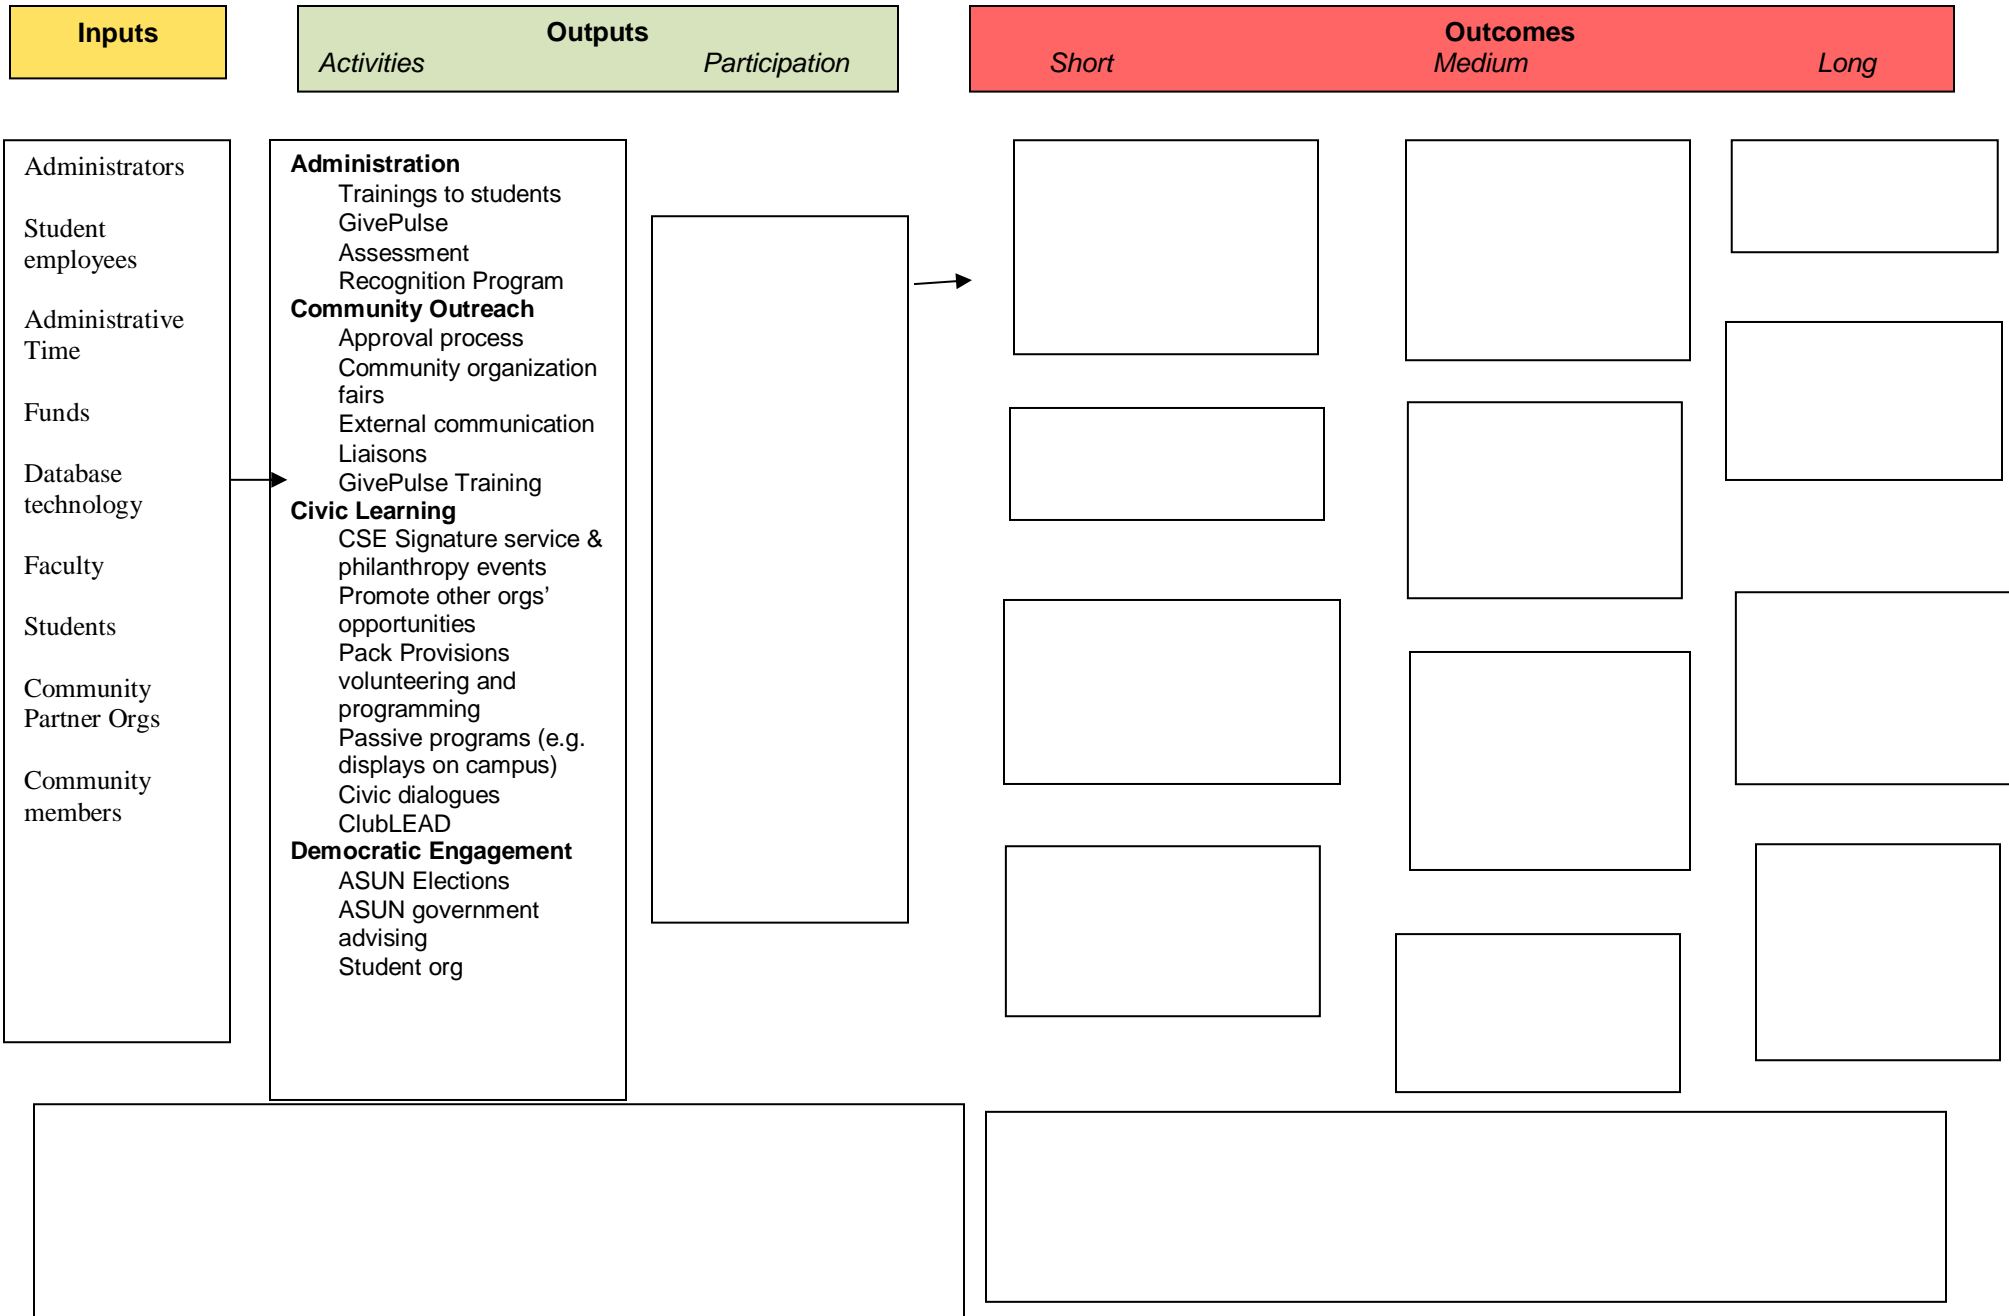 Inputs
Outputs
Activities
Participation
Outcomes
Short
Medium
Long
Administrators
Student
employees
Administrative
Time
Funds
Database
technology
Faculty
Students
Community
Partner Orgs
Community
members
Administration
Trainings to students
GivePulse
Assessment
Recognition Program
Community Outreach
Approval process
Community organization
fairs
External communication
Liaisons
GivePulse Training
Civic Learning
CSE Signature service &
philanthropy events
Promote other orgs’
opportunities
Pack Provisions
volunteering and
programming
Passive programs (e.g.
displays on campus)
Civic dialogues
ClubLEAD
Democratic Engagement
ASUN Elections
ASUN government
advising
Student org